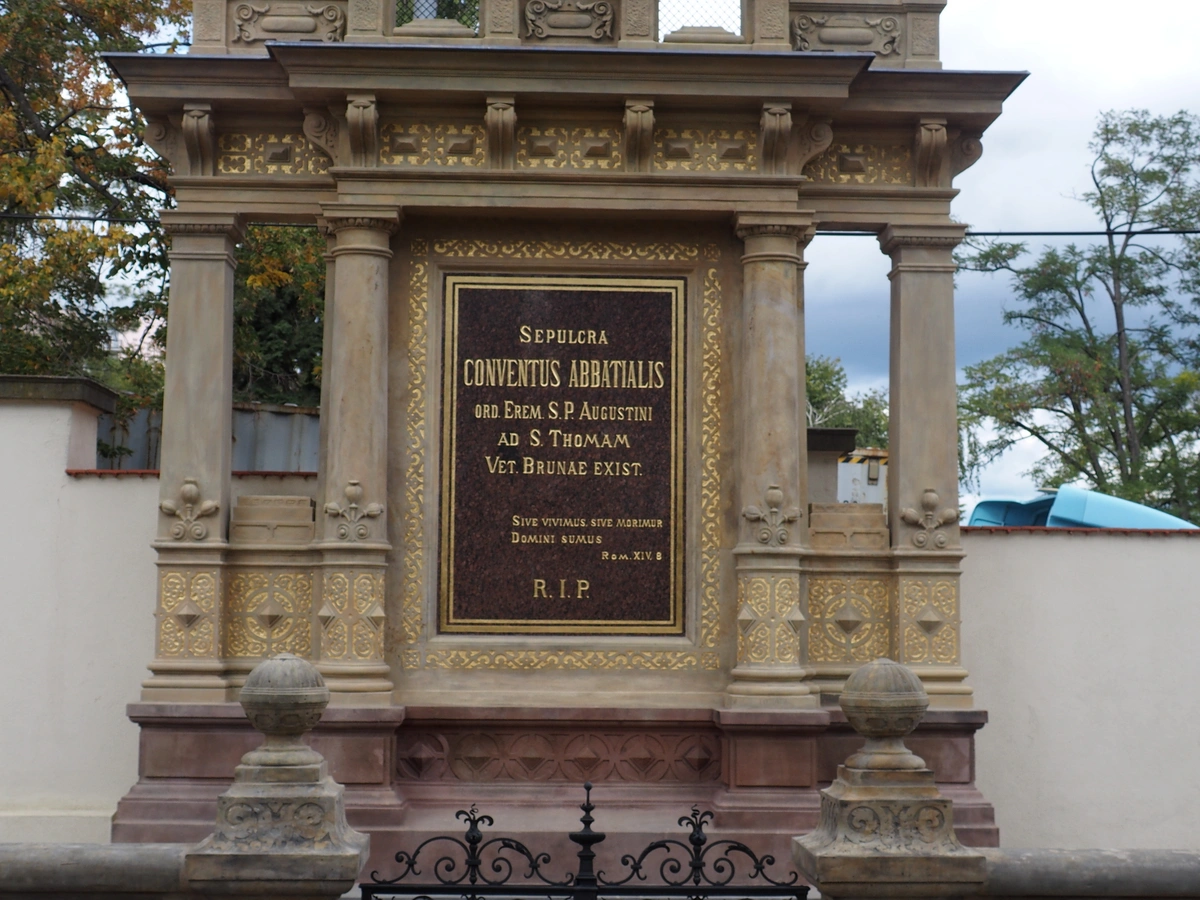 SEPULCRA
CONVENTUS ABBATIALIS
ORD. EREM. S.P. AUGUSTINI
AD S. THOMAM
VET. BRUNAE EXIST.
SIVE VIVIMUS. SIVE MORIMUR
DOMINI SUMUS
ROM. XIV. 8
R. I. P.